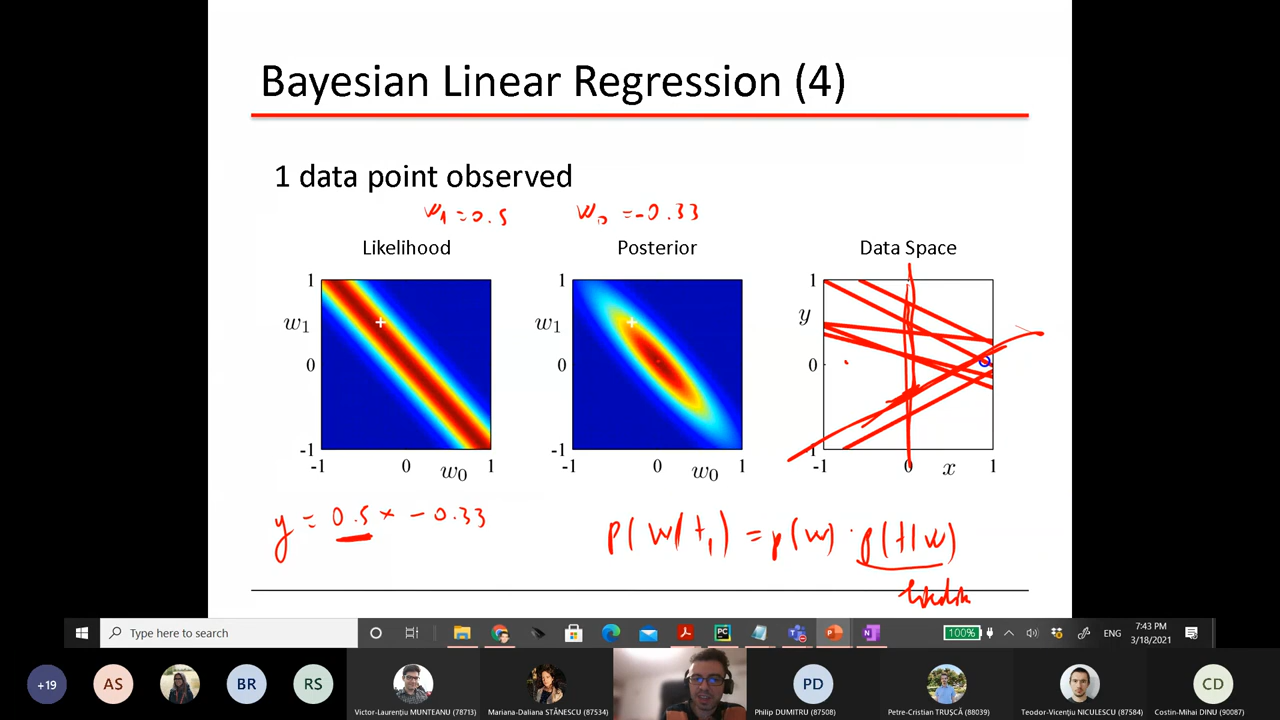 Bayesian Linear Regression (4)
1 data point observed
w₁ = 0.5 w₀ = -0.33
Likelihood Posterior Data Space
1 1 1
w₁ w₁ y
0 0 0
-1 -1 -1
-1 0 w₀ 1 -1 0 w₀ 1 -1 0 x 1
y = 0.5x - 0.33
p(w|t₁) = p(w) · p(t|w)
Type here to search
100% ENG 7:43 PM
3/18/2021
+19 AS BR RS PD CD
Victor-Laurențiu MUNTEANU (78713) Mariana-Daliana STĂNESCU (87534) Philip DUMITRU (87508) Petre-Cristian TRUȘCĂ (88039) Teodor-Vicențiu NICULESCU (87584) Costin-Mihai DINU (90087)